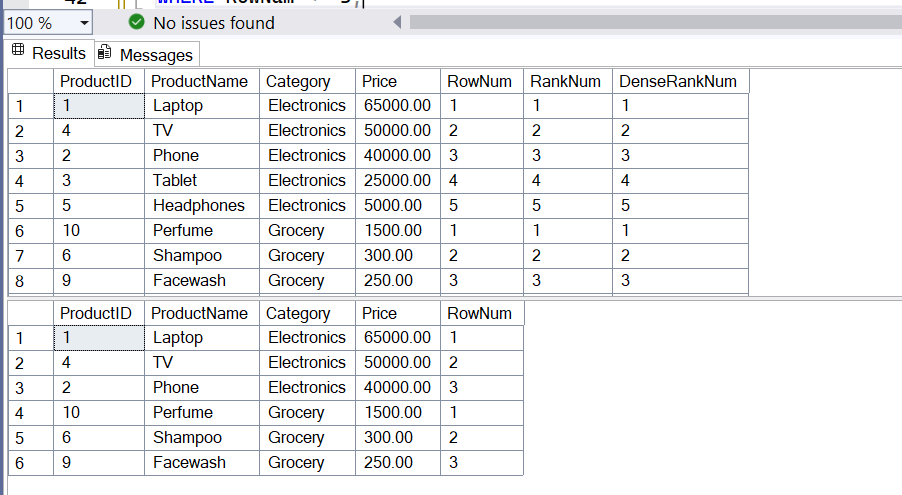 100 %
No issues found
Results Messages
ProductID ProductName Category Price RowNum RankNum DenseRankNum
1 1 Laptop Electronics 65000.00 1 1 1
2 4 TV Electronics 50000.00 2 2 2
3 2 Phone Electronics 40000.00 3 3 3
4 3 Tablet Electronics 25000.00 4 4 4
5 5 Headphones Electronics 5000.00 5 5 5
6 10 Perfume Grocery 1500.00 1 1 1
7 6 Shampoo Grocery 300.00 2 2 2
8 9 Facewash Grocery 250.00 3 3 3
ProductID ProductName Category Price RowNum
1 1 Laptop Electronics 65000.00 1
2 4 TV Electronics 50000.00 2
3 2 Phone Electronics 40000.00 3
4 10 Perfume Grocery 1500.00 1
5 6 Shampoo Grocery 300.00 2
6 9 Facewash Grocery 250.00 3